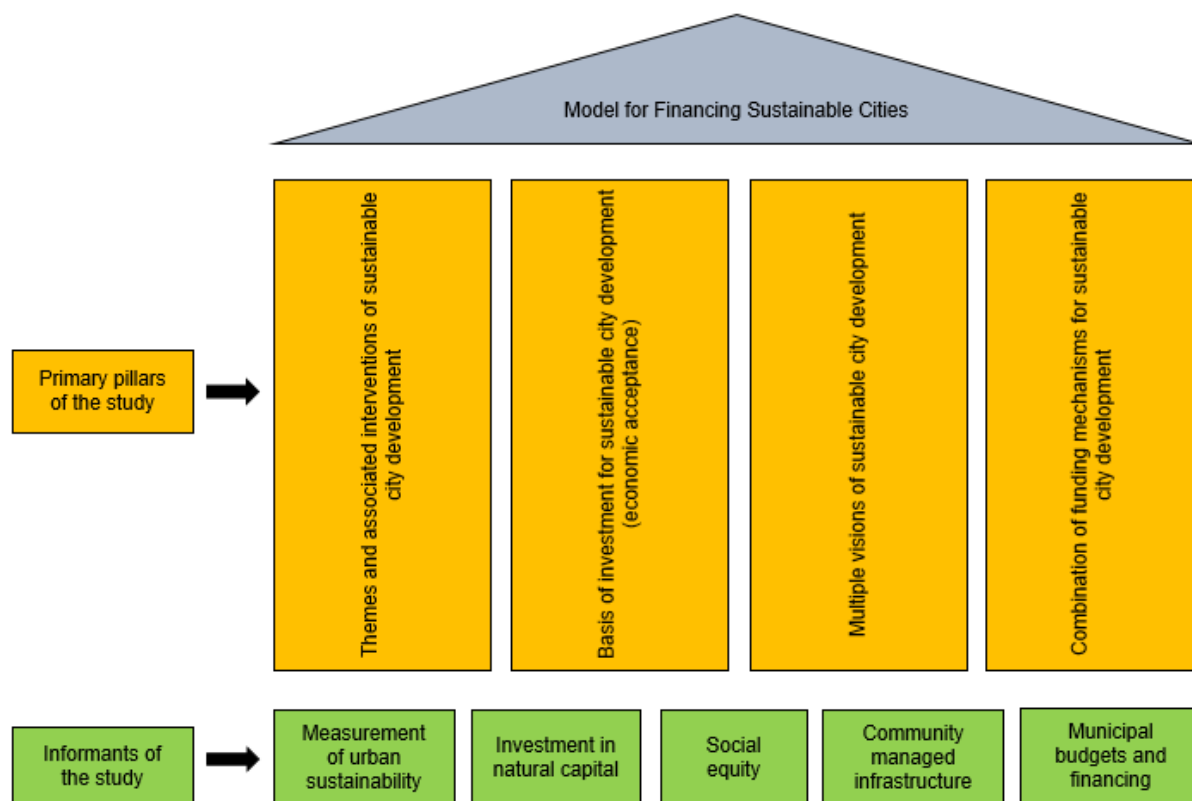 Model for Financing Sustainable Cities
Primary pillars
of the study
Themes and associated interventions of sustainable
city development
Basis of investment for sustainable city development
(economic acceptance)
Multiple visions of sustainable city development
Combination of funding mechanisms for sustainable
city development
Informants of
the study
Measurement
of urban
sustainability
Investment in
natural capital
Social
equity
Community
managed
infrastructure
Municipal
budgets and
financing